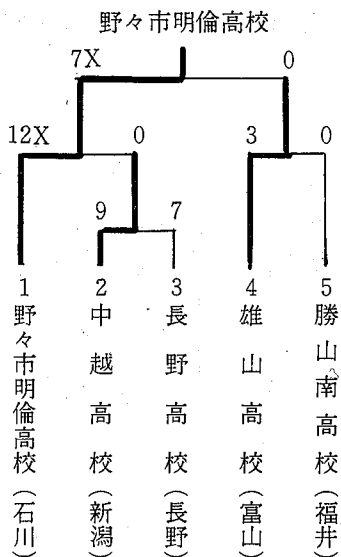 野々市明倫高校
7X 0
12X 0 3 0
9 7
1 2 3 4 5
野々市明倫高校(石川)
中越高校(新潟)
長野高校(長野)
雄山高校(富山)
勝山南高校(福井)